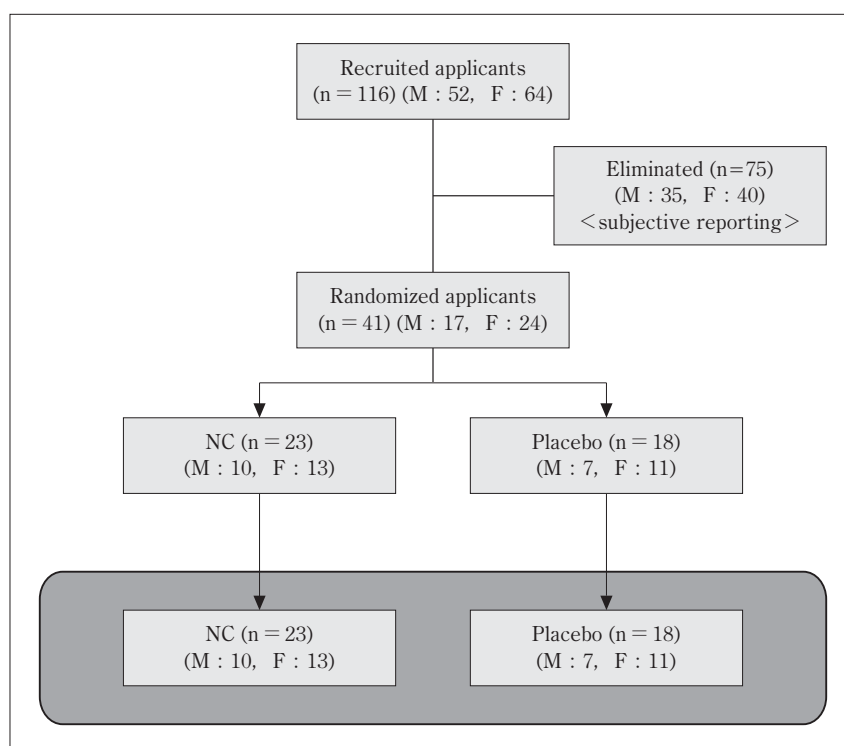 Recruited applicants
(n = 116) (M : 52, F : 64)
Eliminated (n=75)
(M : 35, F : 40)
<subjective reporting>
Randomized applicants
(n = 41) (M : 17, F : 24)
NC (n = 23)
(M : 10, F : 13)
Placebo (n = 18)
(M : 7, F : 11)
NC (n = 23)
(M : 10, F : 13)
Placebo (n = 18)
(M : 7, F : 11)